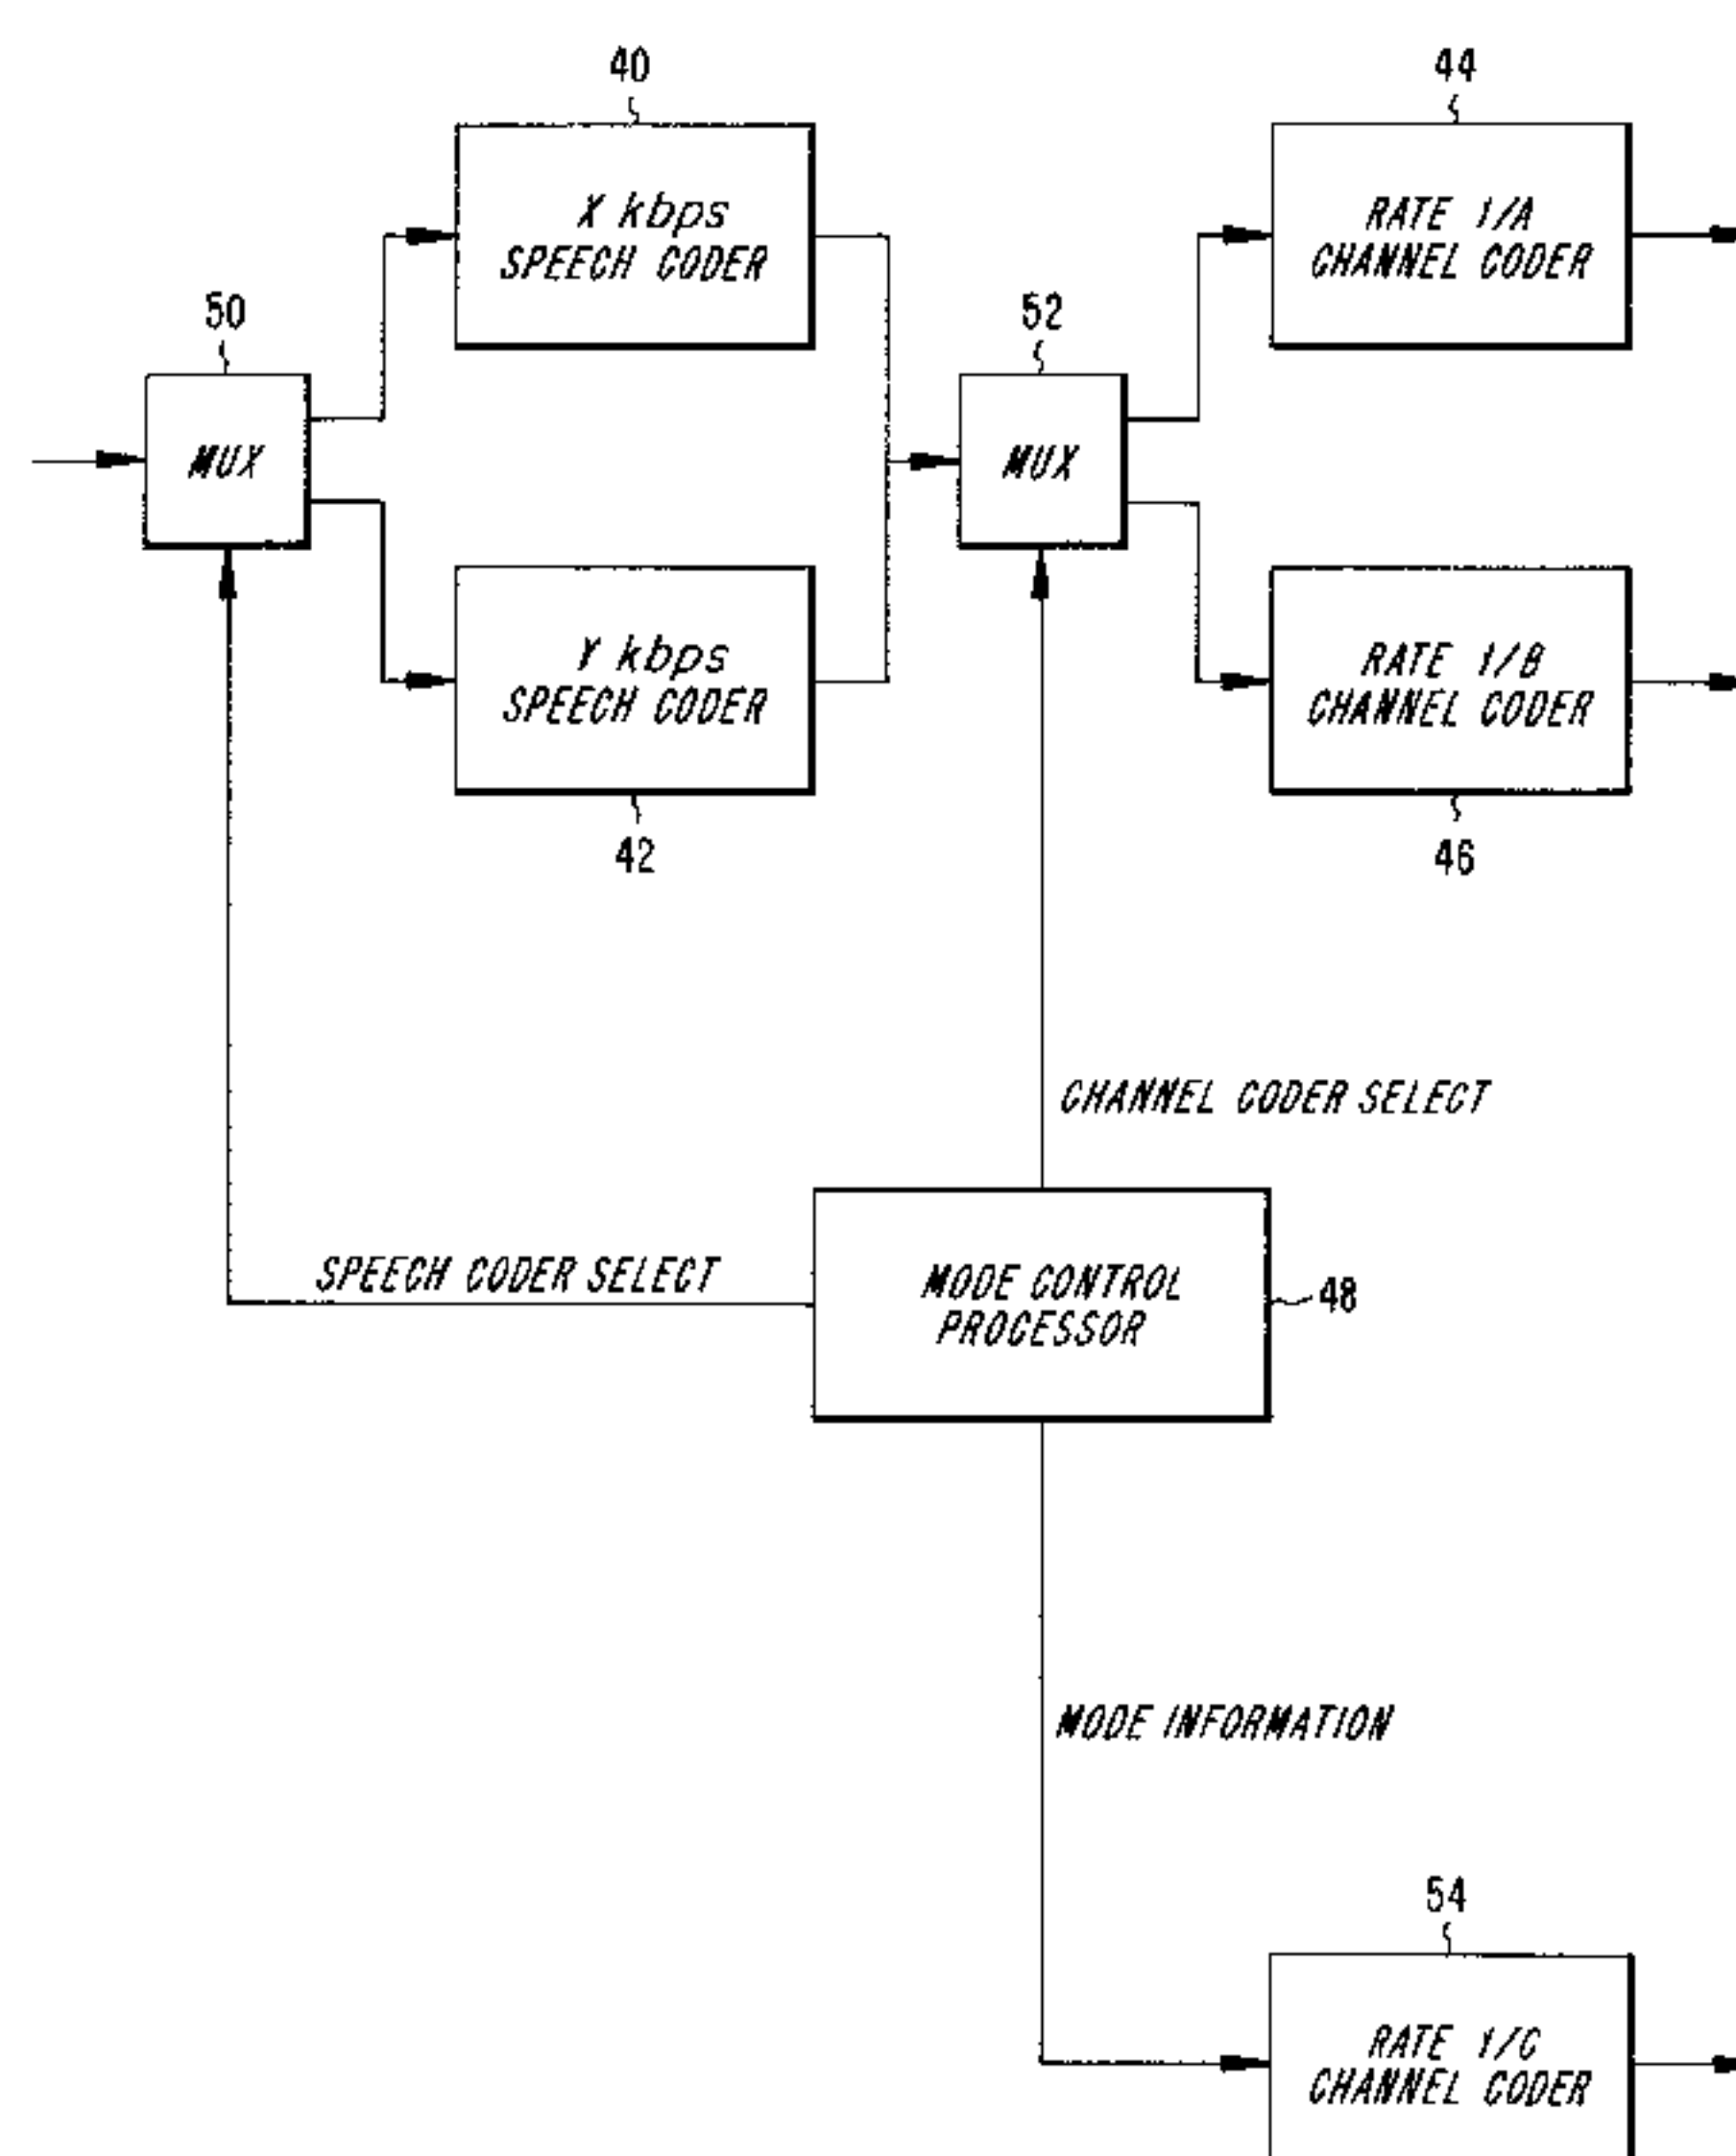 40
44
X kbps
SPEECH CODER
RATE 1/A
CHANNEL CODER
50
52
MUX
MUX
Y kbps
SPEECH CODER
RATE 1/B
CHANNEL CODER
42
46
CHANNEL CODER SELECT
SPEECH CODER SELECT
MODE CONTROL
PROCESSOR
48
MODE INFORMATION
54
RATE 1/C
CHANNEL CODER